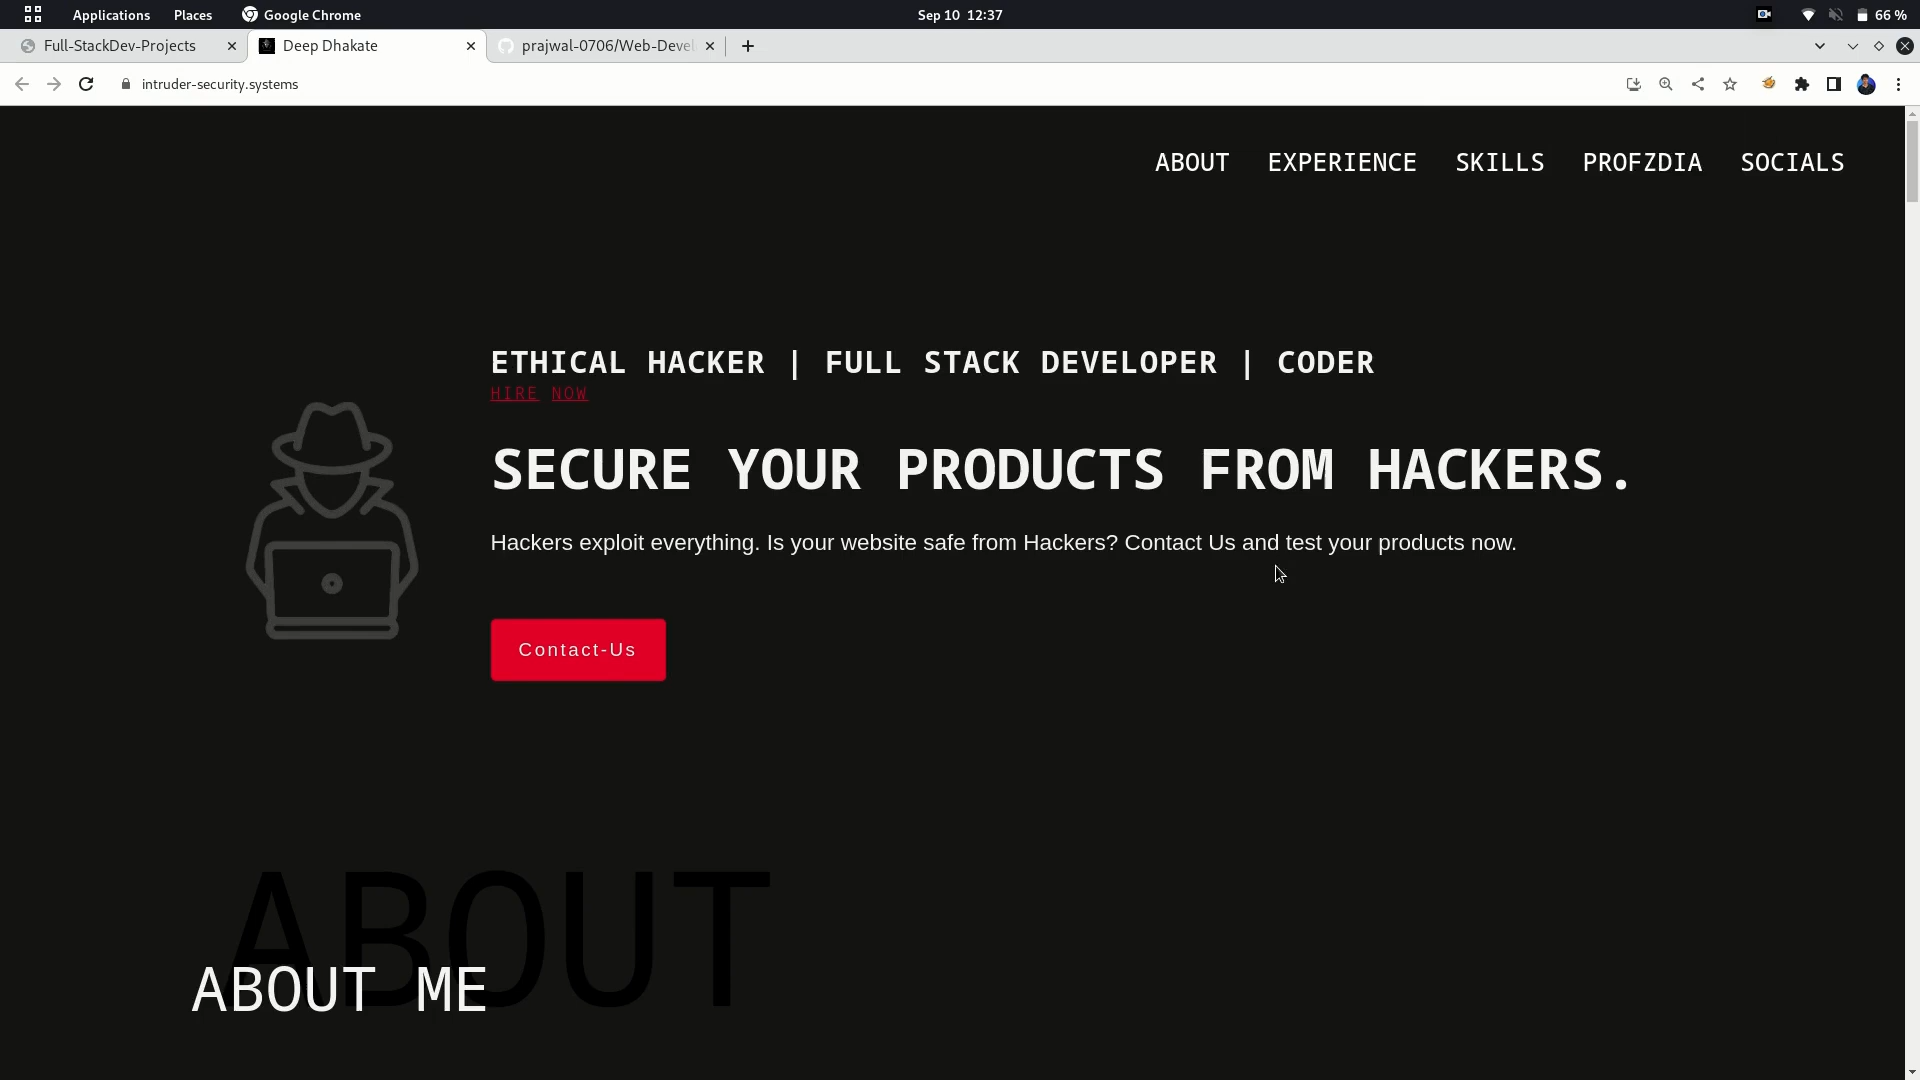 Applications Places Google Chrome Sep 10 12:37 66 %
Full-StackDev-Projects Deep Dhakate prajwal-0706/Web-Devel
intruder-security.systems
ABOUT EXPERIENCE SKILLS PROFZDIA SOCIALS
ETHICAL HACKER | FULL STACK DEVELOPER | CODER
HIRE NOW
SECURE YOUR PRODUCTS FROM HACKERS.
Hackers exploit everything. Is your website safe from Hackers? Contact Us and test your products now.
Contact-Us
ABOUT
ABOUT ME